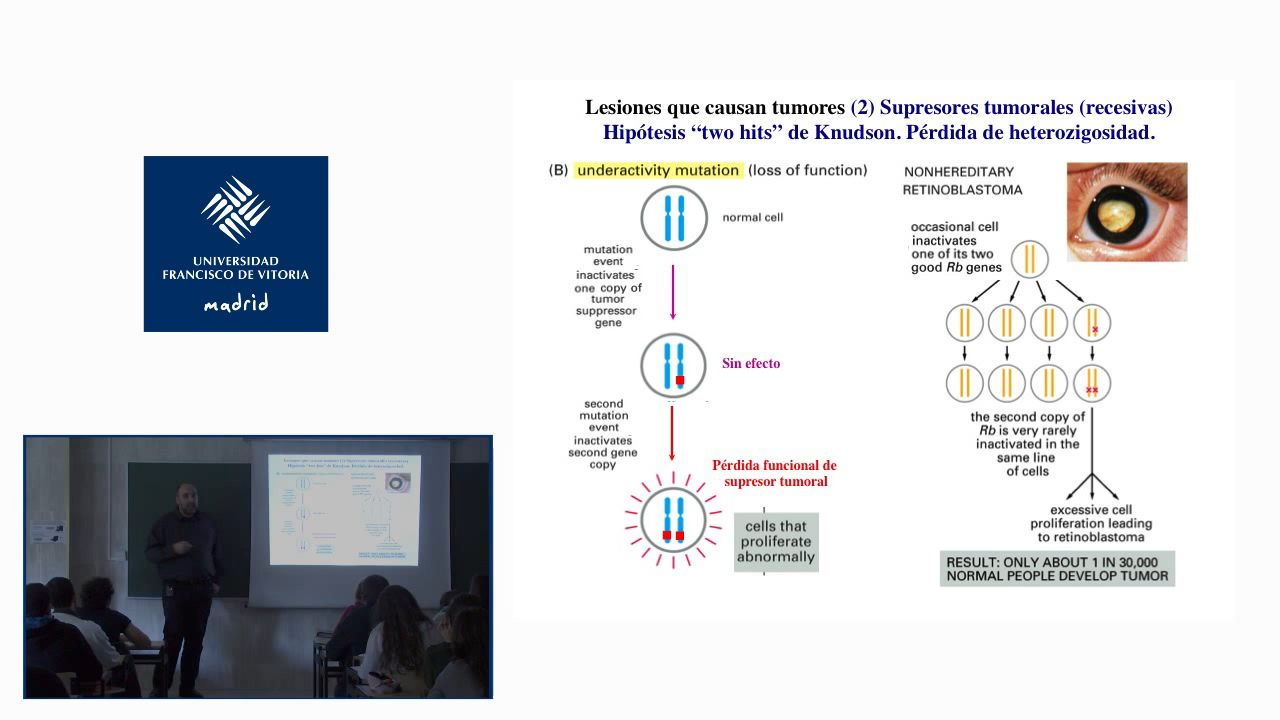 UNIVERSIDAD
FRANCISCO DE VITORIA
madrid
Lesiones que causan tumores (2) Supresores tumorales (recesivas)
Hipótesis “two hits” de Knudson. Pérdida de heterozigosidad.
(B) underactivity mutation (loss of function)
normal cell
mutation
event
inactivates
one copy of
tumor
suppressor
gene
Sin efecto
second
mutation
event
inactivates
second gene
copy
Pérdida funcional de
supresor tumoral
cells that
proliferate
abnormally
NONHEREDITARY
RETINOBLASTOMA
occasional cell
inactivates
one of its two
good Rb genes
the second copy of
Rb is very rarely
inactivated in the
same line
of cells
excessive cell
proliferation leading
to retinoblastoma
RESULT: ONLY ABOUT 1 IN 30,000
NORMAL PEOPLE DEVELOP TUMOR